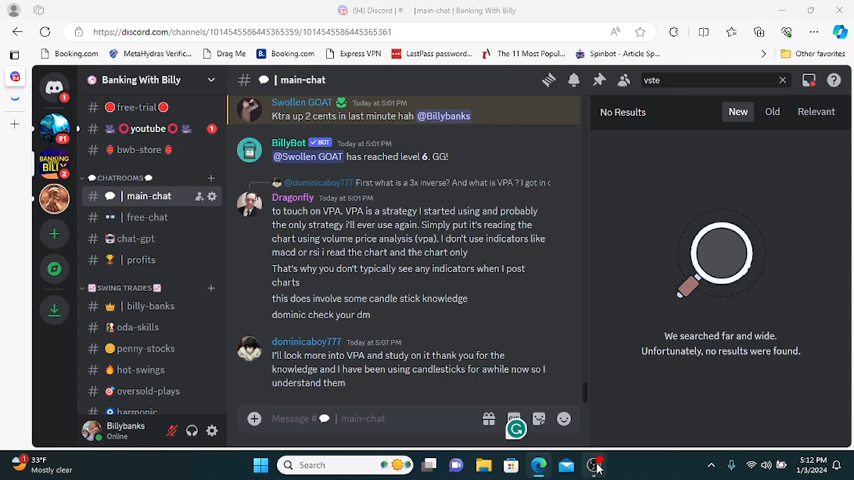 (94) Discord | # 💬 | main-chat | Banking With Billy
https://discord.com/channels/1014545586445365359/1014545586445365361
Booking.com
MetaHydras Verific...
Drag Me
Booking.com
Express VPN
LastPass password...
The 11 Most Popul...
Spinbot - Article Sp...
Other favorites
Banking With Billy
# 💬 | main-chat
vste
# 🔴free-trial🔴
# | ⭕youtube⭕ 1
# bwb-store
💬CHATROOMS💬
# 💬 | main-chat
# 👀 | free-chat
# chat-gpt
# 🏆 | profits
📈SWING TRADES📈
# 👑 | billy-banks
# oda-skills
# penny-stocks
# 🔥hot-swings
# 🎯oversold-plays
# harmonic
1
91
BANKING
2
Billybanks
Online
Swollen GOAT Today at 5:01 PM
Ktra up 2 cents in last minute hah @Billybanks
BillyBot ✓ BOT Today at 5:01 PM
@Swollen GOAT has reached level 6. GG!
@dominicaboy777 First what is a 3x inverse? And what is VPA ? I got in c
Dragonfly Today at 5:01 PM
to touch on VPA. VPA is a strategy I started using and probably
the only strategy i'll ever use again. Simply put it's reading the
chart using volume price analysis (vpa). I don't use indicators like
macd or rsi i read the chart and the chart only
That's why you don't typically see any indicators when I post
charts
this does involve some candle stick knowledge
dominic check your dm
dominicaboy777 Today at 5:07 PM
I'll look more into VPA and study on it thank you for the
knowledge and I have been using candlesticks for awhile now so I
understand them
Message #💬 | main-chat
No Results
New
Old
Relevant
We searched far and wide.
Unfortunately, no results were found.
33°F
Mostly clear
Search
5:12 PM
1/3/2024